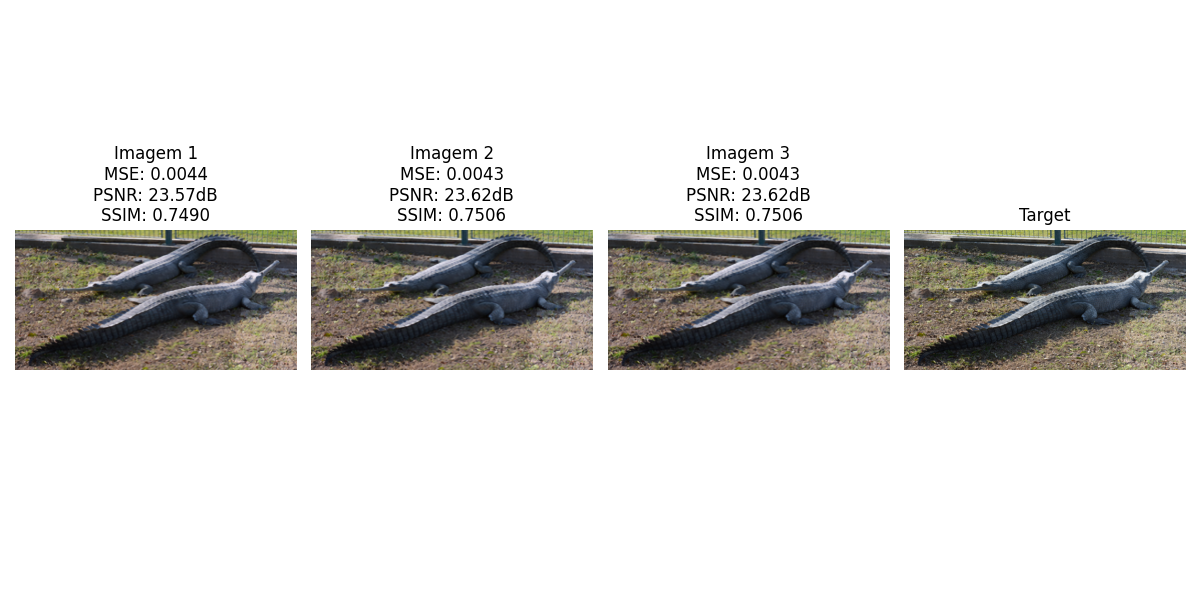 Imagem 1
MSE: 0.0044
PSNR: 23.57dB
SSIM: 0.7490
Imagem 2
MSE: 0.0043
PSNR: 23.62dB
SSIM: 0.7506
Imagem 3
MSE: 0.0043
PSNR: 23.62dB
SSIM: 0.7506
Target